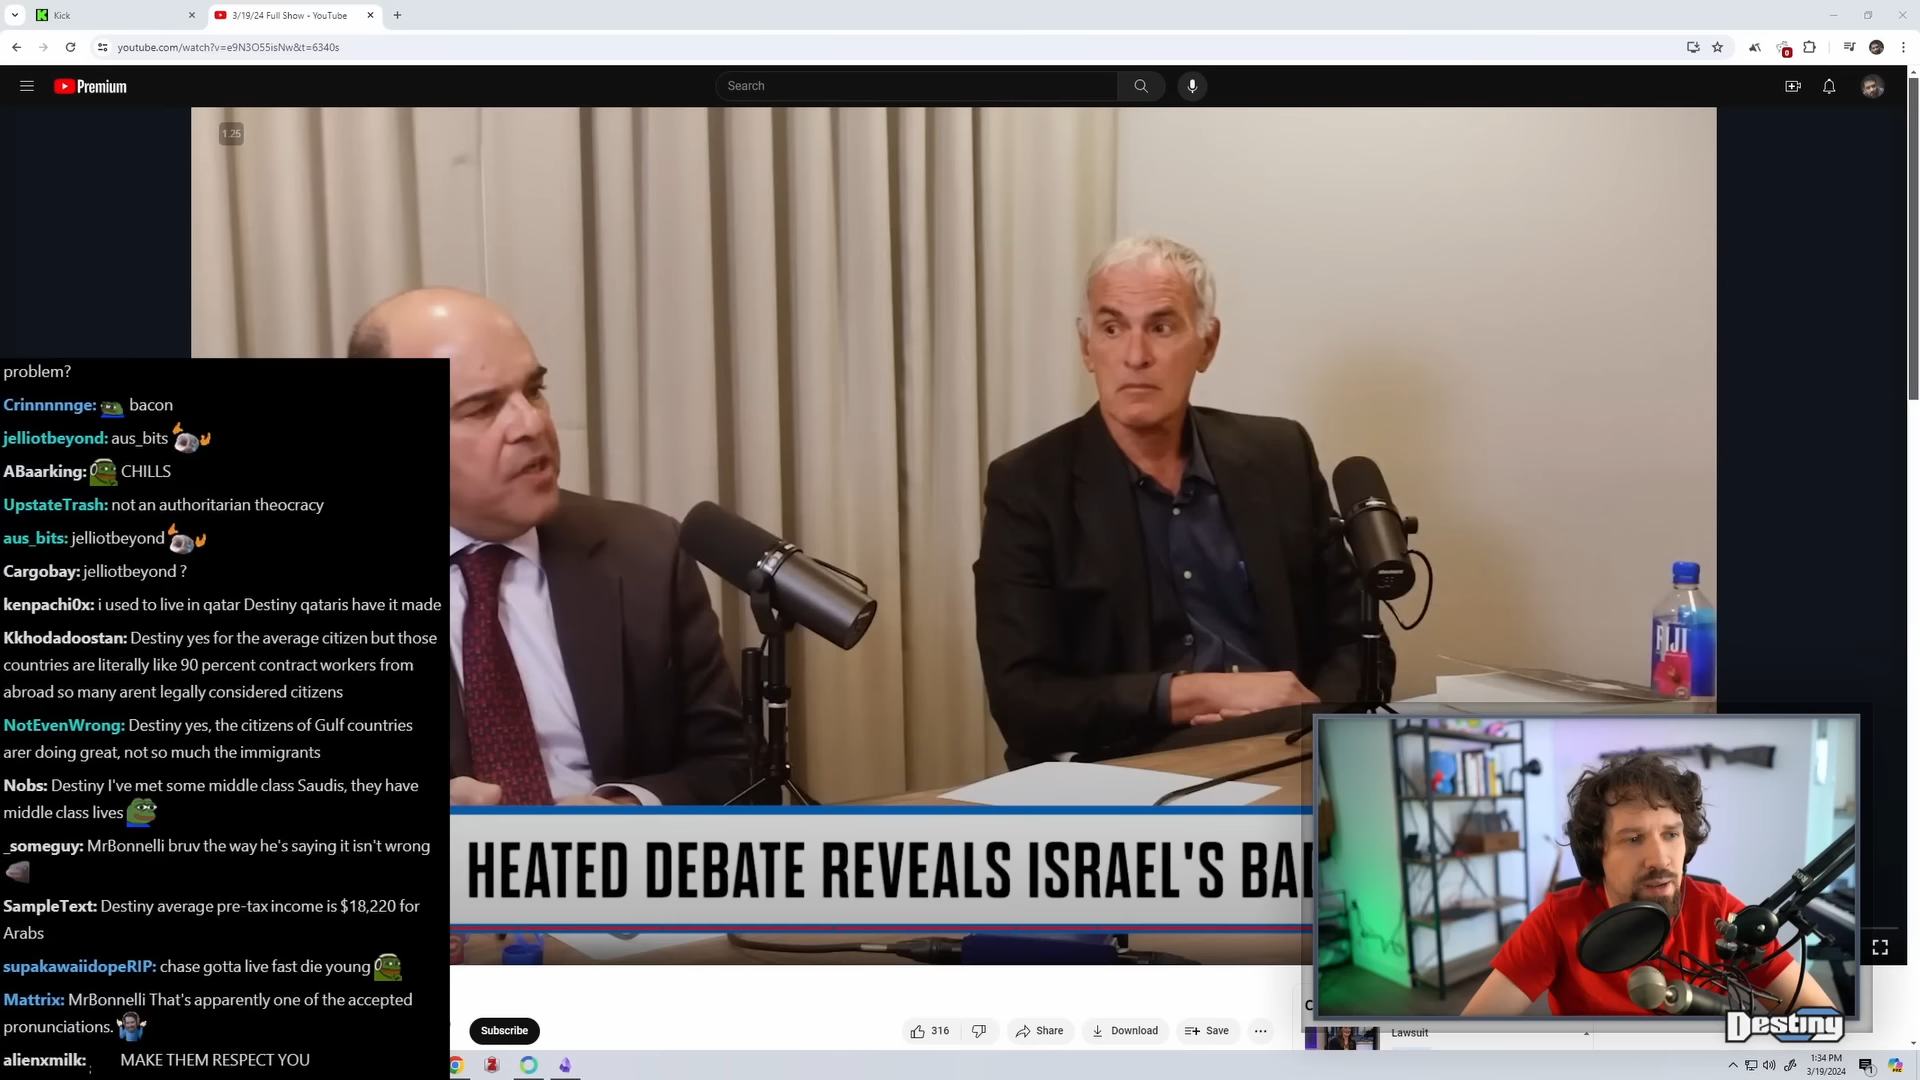 Kick
3/19/24 Full Show - YouTube
youtube.com/watch?v=e9N3O55isNw&t=6340s
0
Premium
Search
1.25
problem?
Crinnnnnge: bacon
jelliotbeyond: aus_bits
ABaarking: CHILLS
UpstateTrash: not an authoritarian theocracy
aus_bits: jelliotbeyond
Cargobay: jelliotbeyond ?
kenpachi0x: i used to live in qatar Destiny qataris have it made
Kkhodadoostan: Destiny yes for the average citizen but those
countries are literally like 90 percent contract workers from
abroad so many arent legally considered citizens
NotEvenWrong: Destiny yes, the citizens of Gulf countries
arer doing great, not so much the immigrants
Nobs: Destiny I've met some middle class Saudis, they have
middle class lives
_someguy: MrBonnelli bruv the way he's saying it isn't wrong
SampleText: Destiny average pre-tax income is $18,220 for
Arabs
supakawaiidopeRIP: chase gotta live fast die young
Mattrix: MrBonnelli That's apparently one of the accepted
pronunciations.
alienxmilk: MAKE THEM RESPECT YOU
FIJI
HEATED DEBATE REVEALS ISRAEL'S BA
Destiny
Subscribe
316
Share
Download
Save
Lawsuit
1:34 PM
3/19/2024